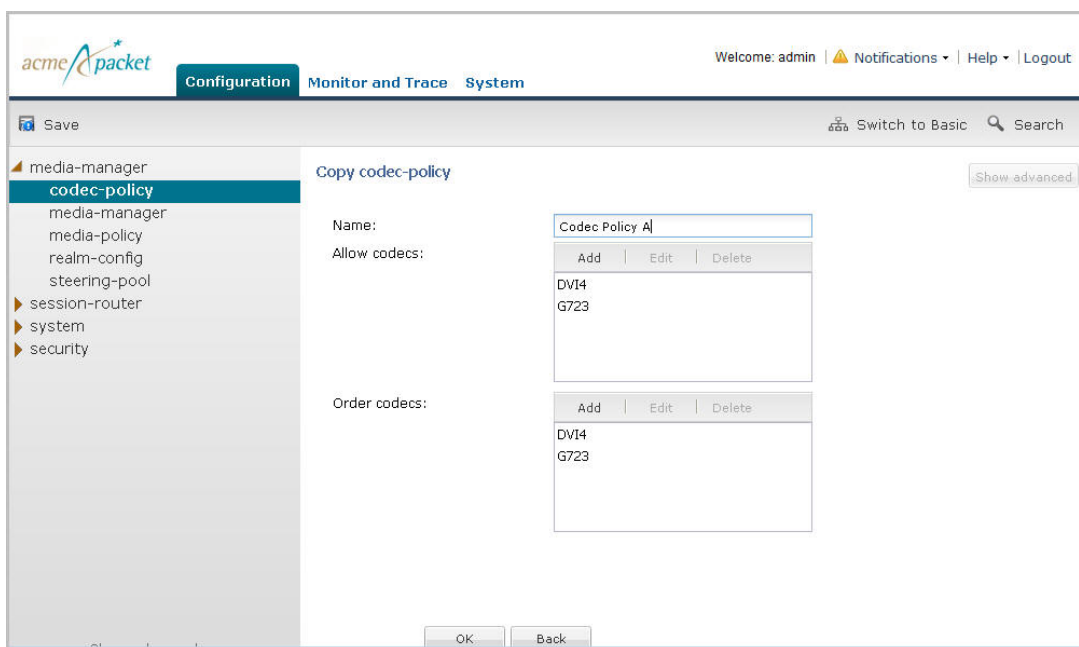 acme packet
Welcome: admin | Notifications | Help | Logout
Configuration Monitor and Trace System
Save
Switch to Basic Search
media-manager
codec-policy
media-manager
media-policy
realm-config
steering-pool
session-router
system
security
Copy codec-policy
Show advanced
Name:
Codec Policy A
Allow codecs:
Add | Edit | Delete
DVI4
G723
Order codecs:
Add | Edit | Delete
DVI4
G723
OK Back